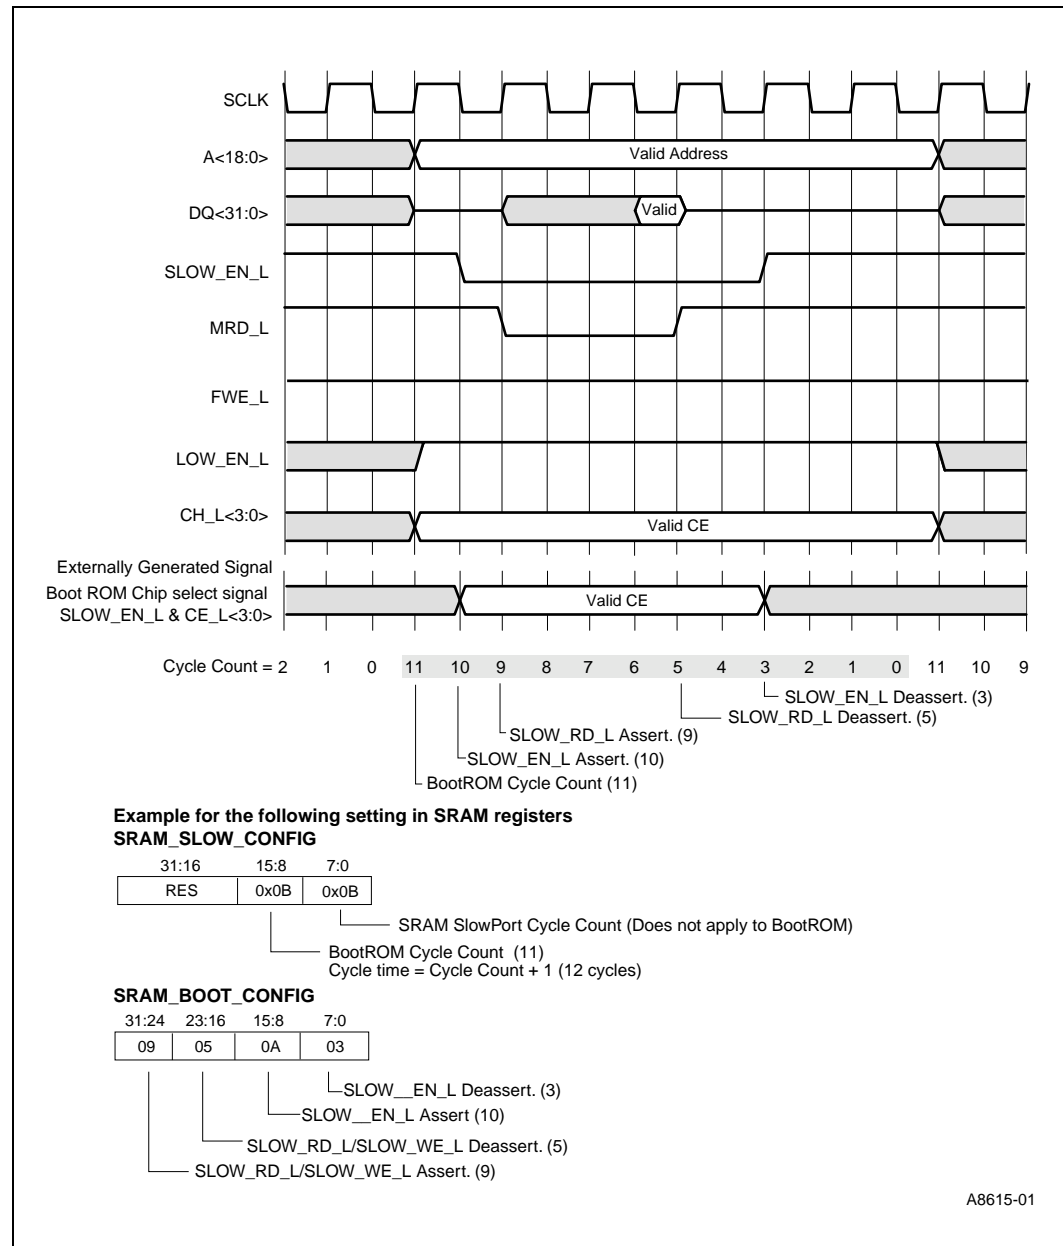 SCLK
A<18:0>
Valid Address
DQ<31:0>
Valid
SLOW_EN_L
MRD_L
FWE_L
LOW_EN_L
CH_L<3:0>
Valid CE
Externally Generated Signal
Boot ROM Chip select signal
SLOW_EN_L & CE_L<3:0>
Valid CE
Cycle Count = 2 1 0 11 10 9 8 7 6 5 4 3 2 1 0 11 10 9
SLOW_EN_L Deassert. (3)
SLOW_RD_L Deassert. (5)
SLOW_RD_L Assert. (9)
SLOW_EN_L Assert. (10)
BootROM Cycle Count (11)
Example for the following setting in SRAM registers
SRAM_SLOW_CONFIG
31:16 15:8 7:0
RES 0x0B 0x0B
SRAM SlowPort Cycle Count (Does not apply to BootROM)
BootROM Cycle Count (11)
Cycle time = Cycle Count + 1 (12 cycles)
SRAM_BOOT_CONFIG
31:24 23:16 15:8 7:0
09 05 0A 03
SLOW__EN_L Deassert. (3)
SLOW__EN_L Assert (10)
SLOW_RD_L/SLOW_WE_L Deassert. (5)
SLOW_RD_L/SLOW_WE_L Assert. (9)
A8615-01